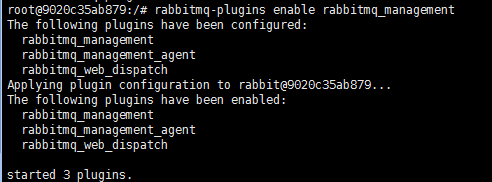 root@9020c35ab879:/# rabbitmq-plugins enable rabbitmq_management
The following plugins have been configured:
  rabbitmq_management
  rabbitmq_management_agent
  rabbitmq_web_dispatch
Applying plugin configuration to rabbit@9020c35ab879...
The following plugins have been enabled:
  rabbitmq_management
  rabbitmq_management_agent
  rabbitmq_web_dispatch

started 3 plugins.